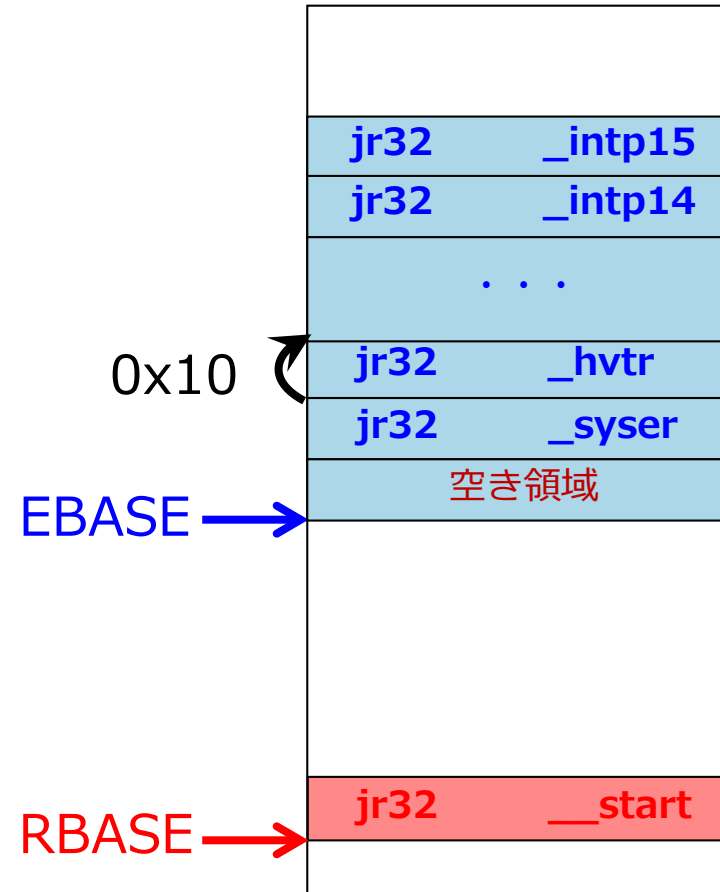 jr32 _intp15
jr32 _intp14
・・・
0x10
jr32 _hvtr
jr32 _syser
空き領域
EBASE
jr32 __start
RBASE